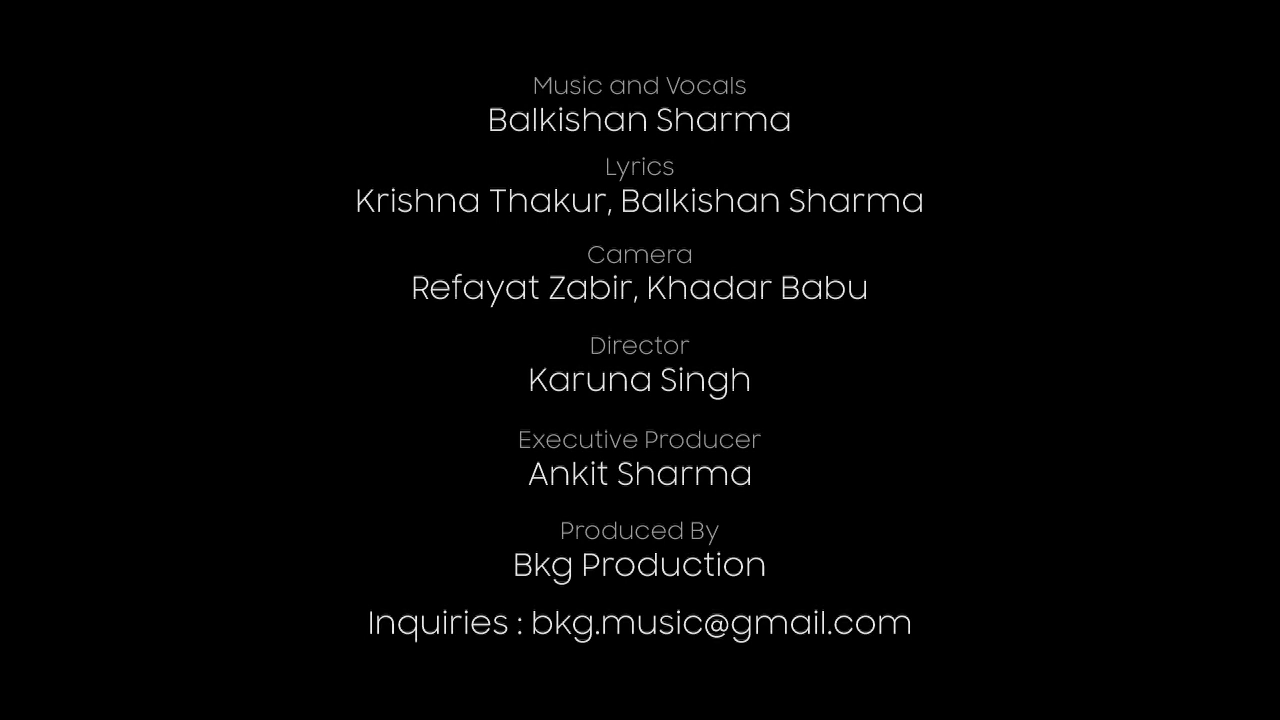 Music and Vocals
Balkishan Sharma
Lyrics
Krishna Thakur, Balkishan Sharma
Camera
Refayat Zabir, Khadar Babu
Director
Karuna Singh
Executive Producer
Ankit Sharma
Produced By
Bkg Production
Inquiries : bkg.music@gmail.com